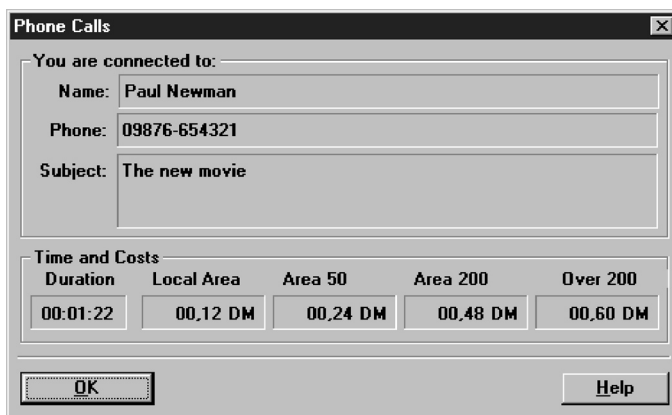 Phone Calls
You are connected to:
Name: Paul Newman
Phone: 09876-654321
Subject: The new movie
Time and Costs
Duration Local Area Area 50 Area 200 Over 200
00:01:22 00,12 DM 00,24 DM 00,48 DM 00,60 DM
OK Help